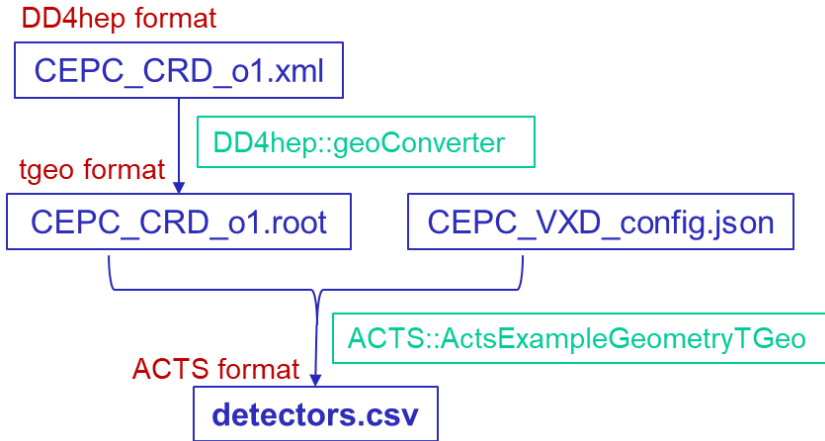 DD4hep format
CEPC_CRD_o1.xml
DD4hep::geoConverter
tgeo format
CEPC_CRD_o1.root
CEPC_VXD_config.json
ACTS::ActsExampleGeometryTGeo
ACTS format
detectors.csv